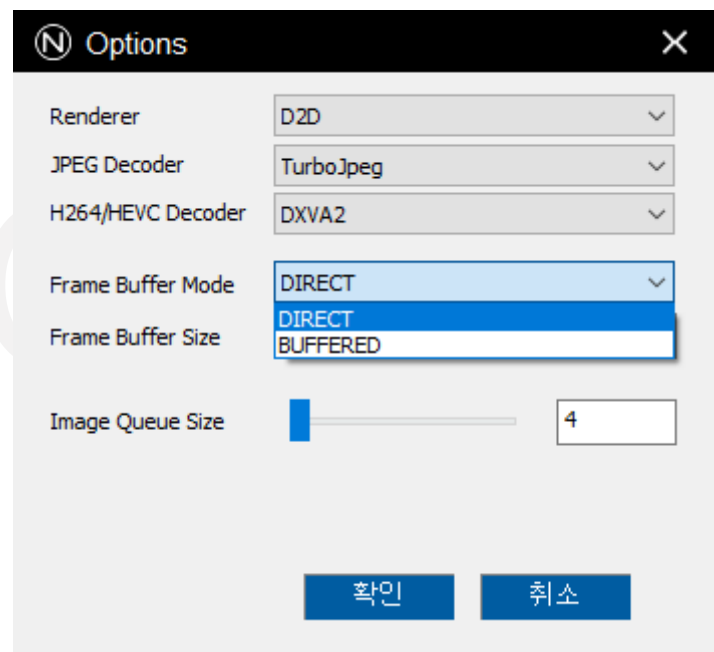 N Options
Renderer D2D
JPEG Decoder TurboJpeg
H264/HEVC Decoder DXVA2
Frame Buffer Mode DIRECT
DIRECT
Frame Buffer Size
BUFFERED
Image Queue Size 4
확인 취소